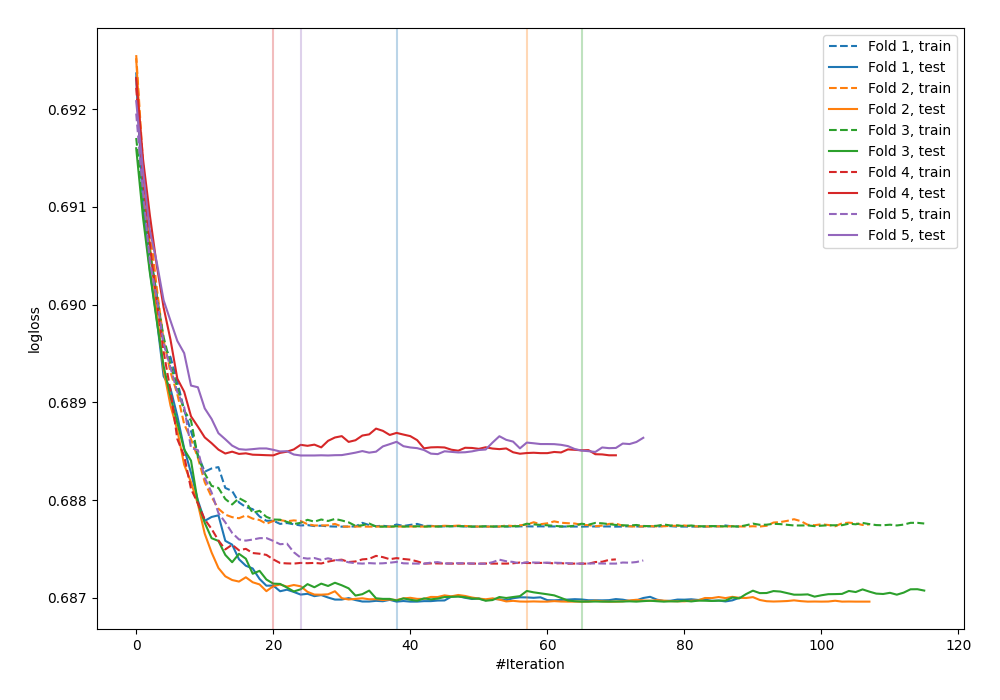 logloss
0.692
0.691
0.690
0.689
0.688
0.687
0
20
40
60
80
100
120
#Iteration
Fold 1, train
Fold 1, test
Fold 2, train
Fold 2, test
Fold 3, train
Fold 3, test
Fold 4, train
Fold 4, test
Fold 5, train
Fold 5, test